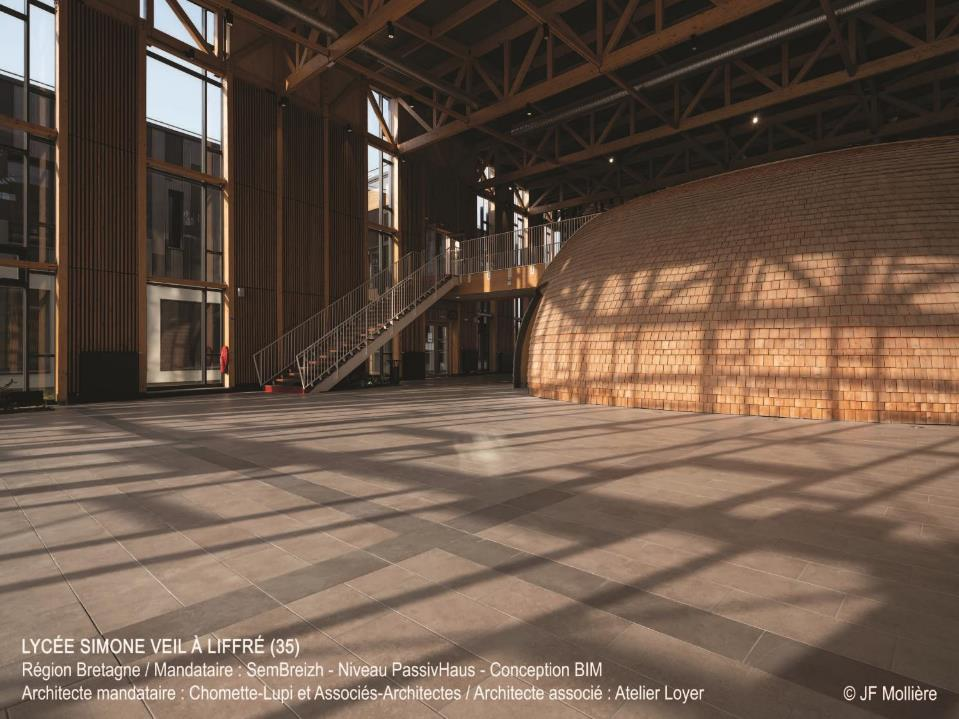 LYCÉE SIMONE VEIL À LIFFRÉ (35)
Région Bretagne / Mandataire : SemBreizh - Niveau PassivHaus - Conception BIM
Architecte mandataire : Chomette-Lupi et Associés-Architectes / Architecte associé : Atelier Loyer
© JF Mollière